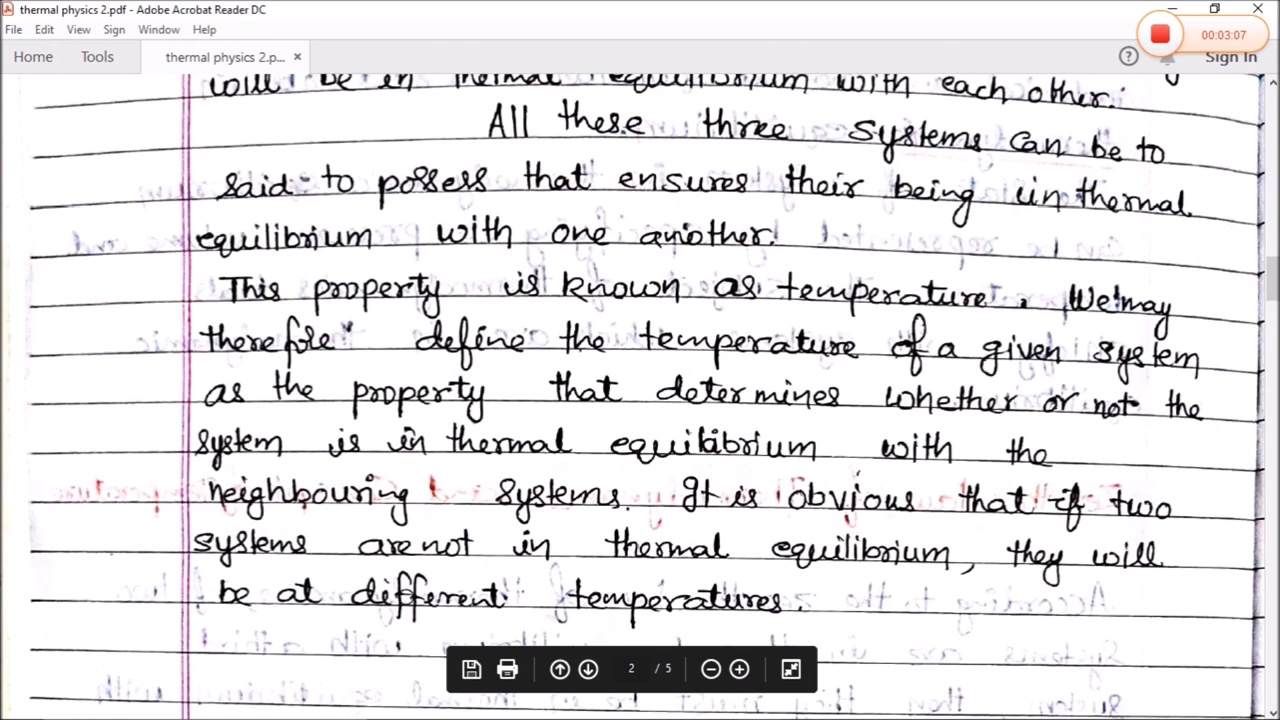 thermal physics 2.pdf - Adobe Acrobat Reader DC
File Edit View Sign Window Help
00:03:07
Home Tools thermal physics 2.p... × ? Sign In
will be in thermal equilibrium with each other.
All these three systems can be to
said to possess that ensures their being in thermal
equilibrium with one another.
This property is known as temperature. We may
therefore define the temperature of a given system
as the property that determines whether or not the
system is in thermal equilibrium with the
neighbouring systems. It is obvious that if two
systems are not in thermal equilibrium, they will
be at different temperatures.
2 / 5